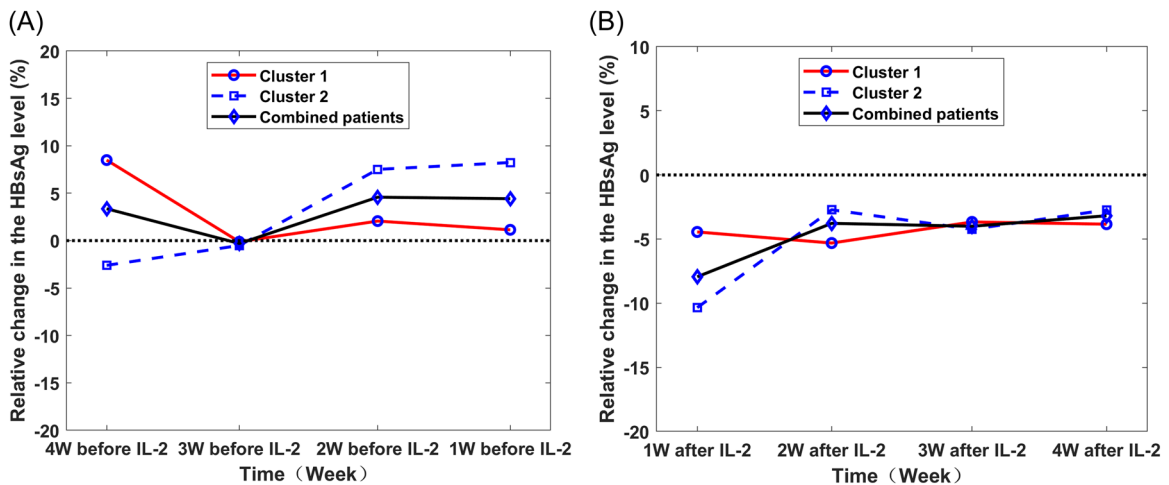 (A)
Relative change in the HBsAg level (%)
20
15
10
5
0
-5
-10
-15
-20
Cluster 1
Cluster 2
Combined patients
4W before IL-2 3W before IL-2 2W before IL-2 1W before IL-2
Time（Week）
(B)
Relative change in the HBsAg level (%)
10
5
0
-5
-10
-15
-20
Cluster 1
Cluster 2
Combined patients
1W after IL-2 2W after IL-2 3W after IL-2 4W after IL-2
Time（Week）